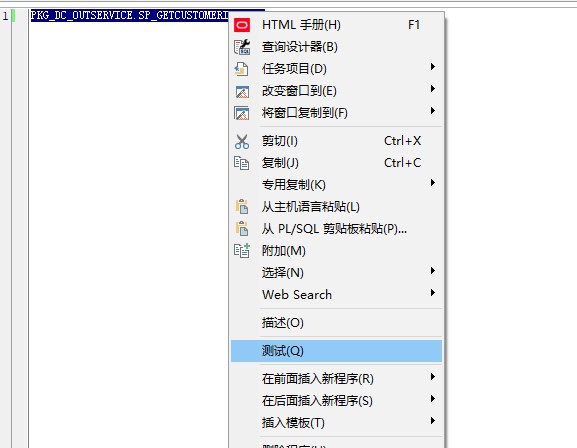 1
PKG_DC_OUTSERVICE.SP_GETCUSTOMER
HTML 手册(H) F1
查询设计器(B)
任务项目(D)
改变窗口到(E)
将窗口复制到(F)
剪切(I) Ctrl+X
复制(J) Ctrl+C
专用复制(K)
从主机语言粘贴(L)
从 PL/SQL 剪贴板粘贴(P)...
附加(M)
选择(N)
Web Search
描述(O)
测试(Q)
在前面插入新程序(R)
在后面插入新程序(S)
插入模板(T)